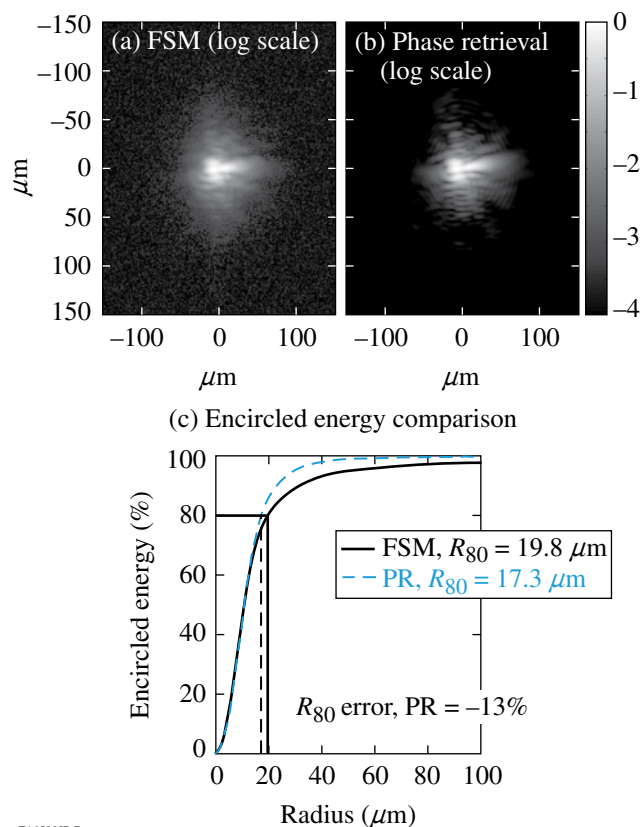 (a) FSM (log scale)
(b) Phase retrieval
(log scale)
–150
–100
–50
0
50
100
150
μm
–100 0 100
μm
–100 0 100
μm
0
–1
–2
–3
–4
(c) Encircled energy comparison
100
80
60
40
20
0
Encircled energy (%)
FSM, R80 = 19.8 μm
PR, R80 = 17.3 μm
R80 error, PR = –13%
0 20 40 60 80 100
Radius (μm)